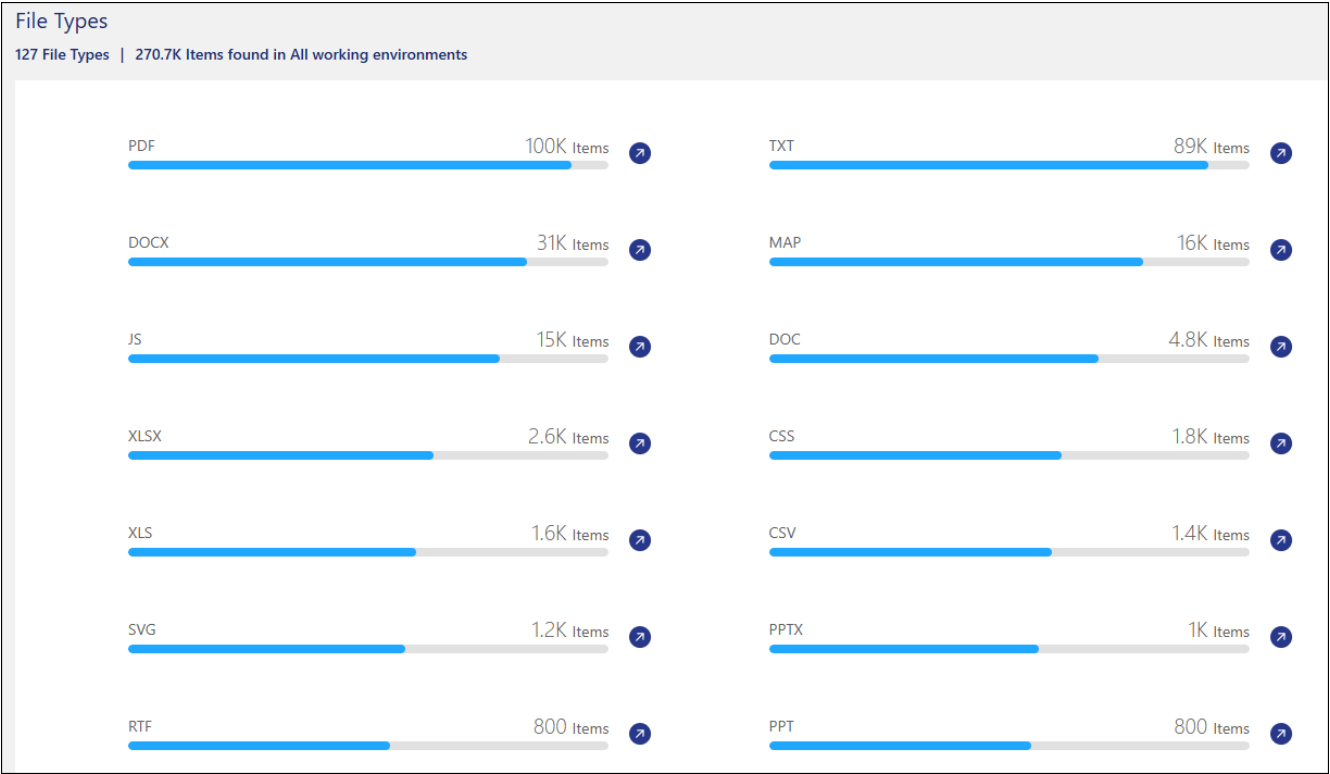 File Types
127 File Types | 270.7K Items found in All working environments
PDF 100K Items
TXT 89K Items
DOCX 31K Items
MAP 16K Items
JS 15K Items
DOC 4.8K Items
XLSX 2.6K Items
CSS 1.8K Items
XLS 1.6K Items
CSV 1.4K Items
SVG 1.2K Items
PPTX 1K Items
RTF 800 Items
PPT 800 Items